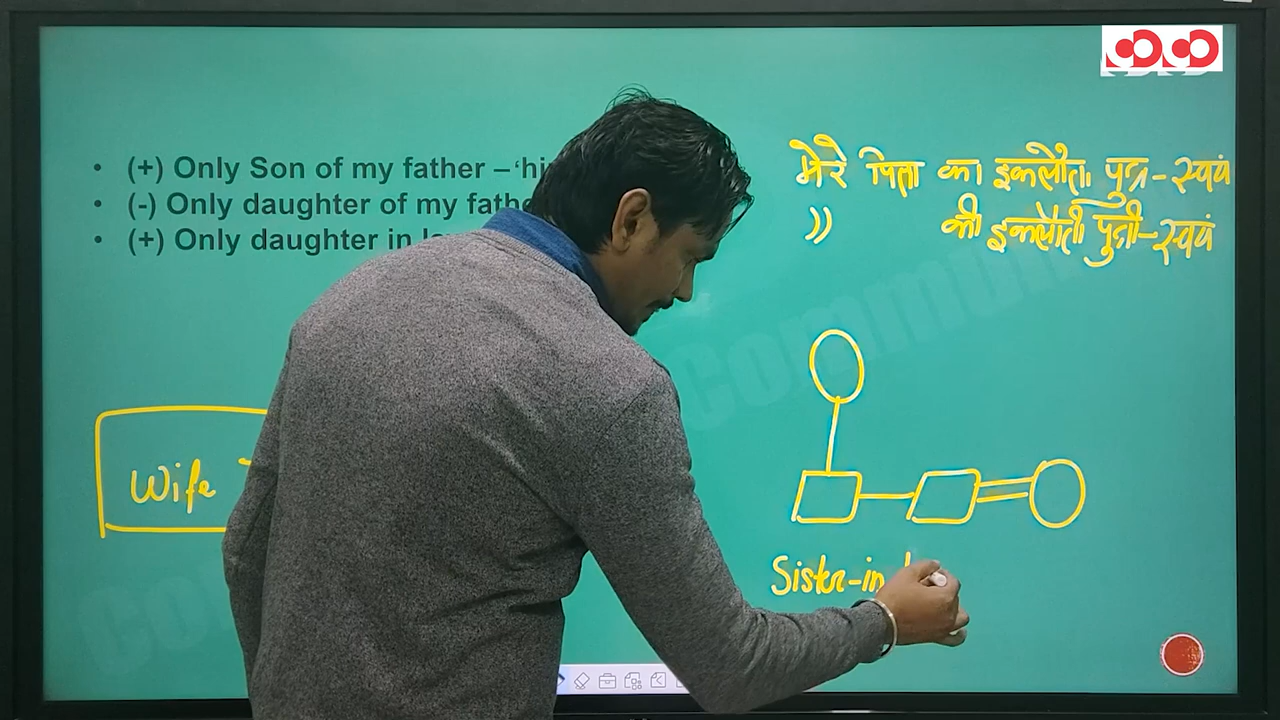 • (+) Only Son of my father – ‘hi
• (-) Only daughter of my fathe
• (+) Only daughter in
मेरे पिता का इकलौता पुत्र - स्वयं
)) की इकलौती पुत्री - स्वयं
Wife
Sister-in